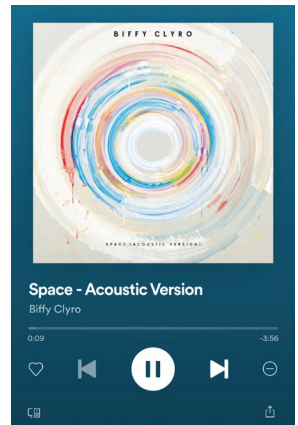 BIFFY CLYRO
SPACE (ACOUSTIC VERSION)
Space - Acoustic Version
Biffy Clyro
0:09
-3:56